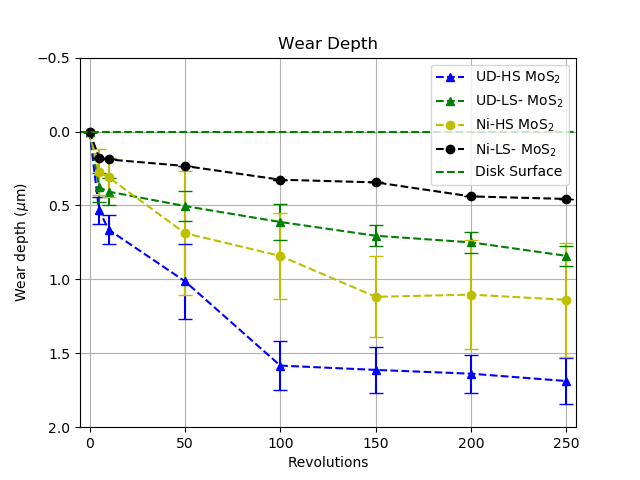 Wear Depth
−0.5
0.0
0.5
1.0
1.5
2.0
Wear depth (μm)
UD-HS MoS₂
UD-LS- MoS₂
Ni-HS MoS₂
Ni-LS- MoS₂
Disk Surface
0 50 100 150 200 250
Revolutions